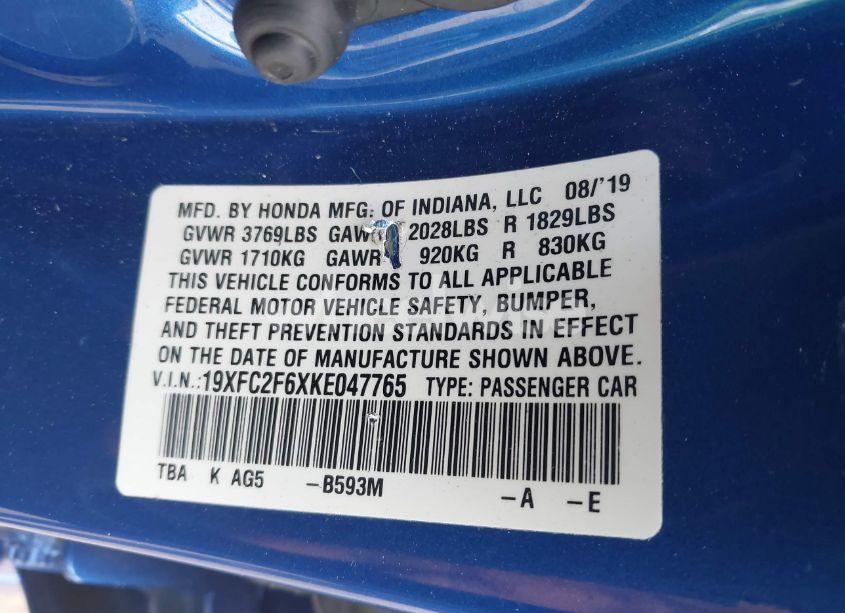 MFD. BY HONDA MFG. OF INDIANA, LLC 08/'19
GVWR 3769LBS GAWR 2028LBS R 1829LBS
GVWR 1710KG GAWR 920KG R 830KG
THIS VEHICLE CONFORMS TO ALL APPLICABLE
FEDERAL MOTOR VEHICLE SAFETY, BUMPER,
AND THEFT PREVENTION STANDARDS IN EFFECT
ON THE DATE OF MANUFACTURE SHOWN ABOVE.
V.I.N.:19XFC2F6XKE047765 TYPE: PASSENGER CAR
TBA K AG5 -B593M -A -E